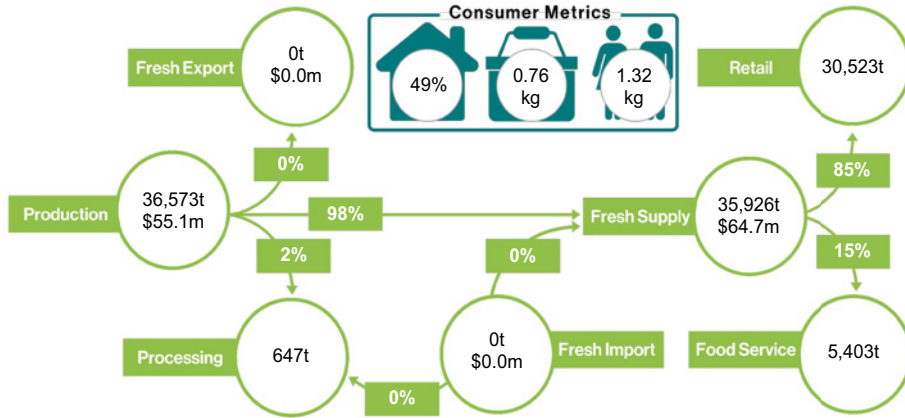 Consumer Metrics
49%
0.76
kg
1.32
kg
Fresh Export
0t
$0.0m
Retail
30,523t
0%
85%
Production
36,573t
$55.1m
98%
Fresh Supply
35,926t
$64.7m
2%
0%
15%
Processing
647t
0t
$0.0m
Fresh Import
Food Service
5,403t
0%